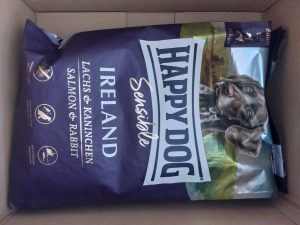 HAPPY DOG
Sensible
IRELAND
LACHS & KANINCHEN
SALMON & RABBIT